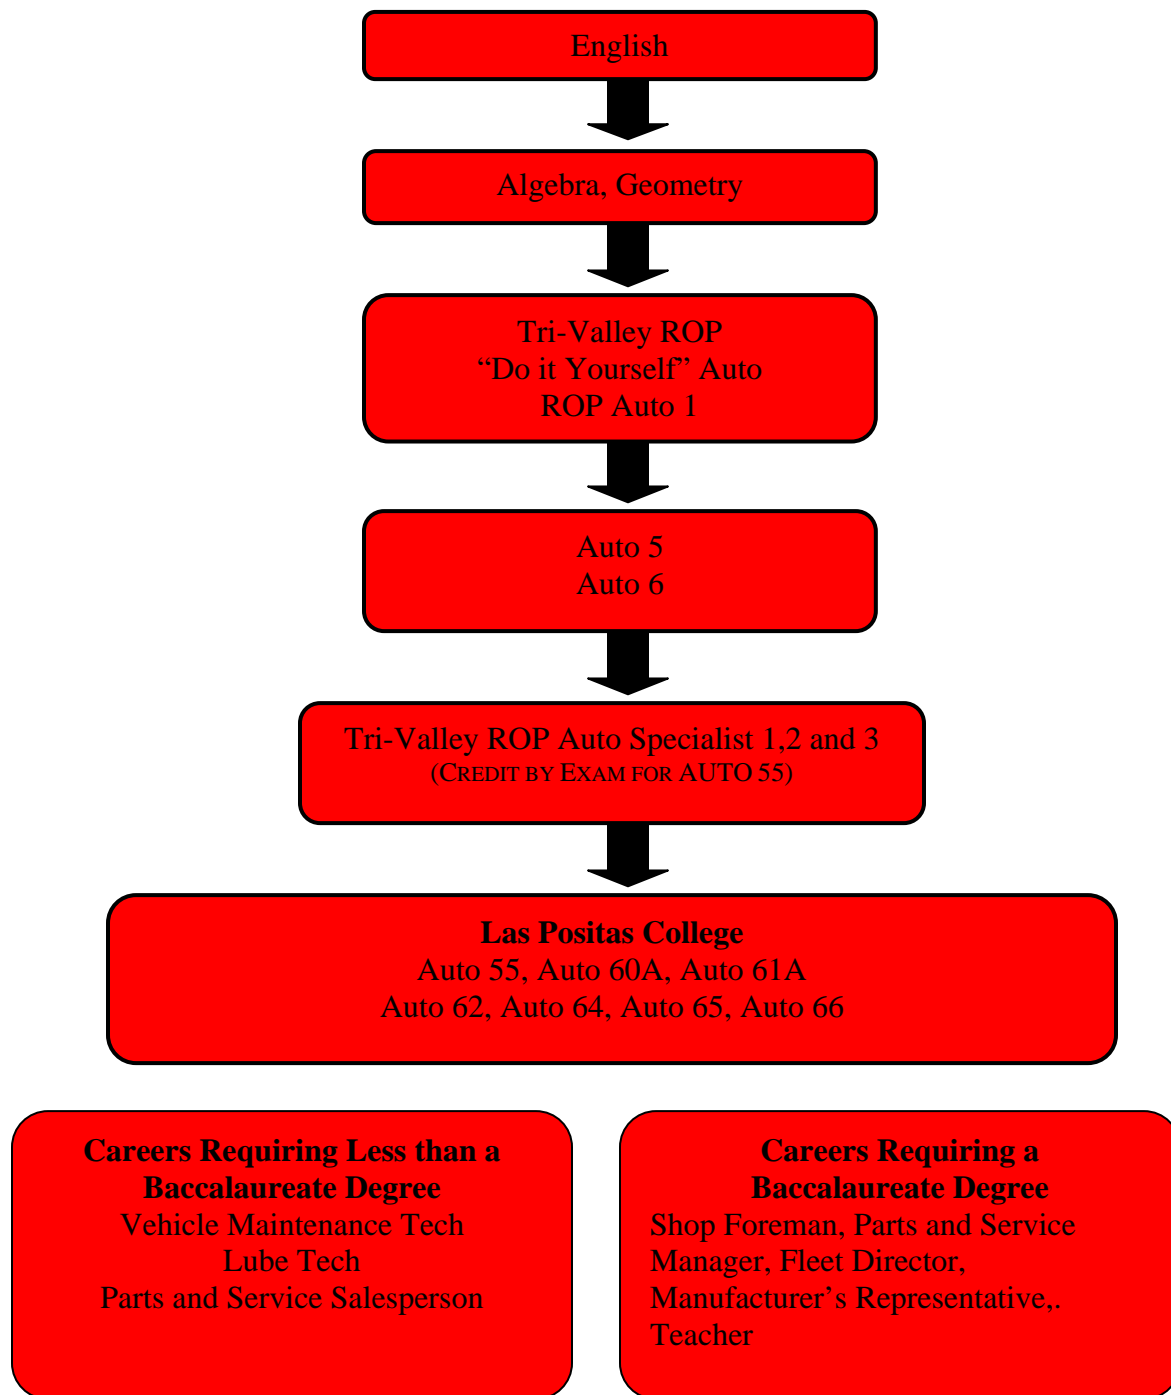 English
Algebra, Geometry
Tri-Valley ROP
“Do it Yourself” Auto
ROP Auto 1
Auto 5
Auto 6
Tri-Valley ROP Auto Specialist 1,2 and 3
(CREDIT BY EXAM FOR AUTO 55)
Las Positas College
Auto 55, Auto 60A, Auto 61A
Auto 62, Auto 64, Auto 65, Auto 66
Careers Requiring Less than a
Baccalaureate Degree
Vehicle Maintenance Tech
Lube Tech
Parts and Service Salesperson
Careers Requiring a
Baccalaureate Degree
Shop Foreman, Parts and Service
Manager, Fleet Director,
Manufacturer’s Representative,.
Teacher